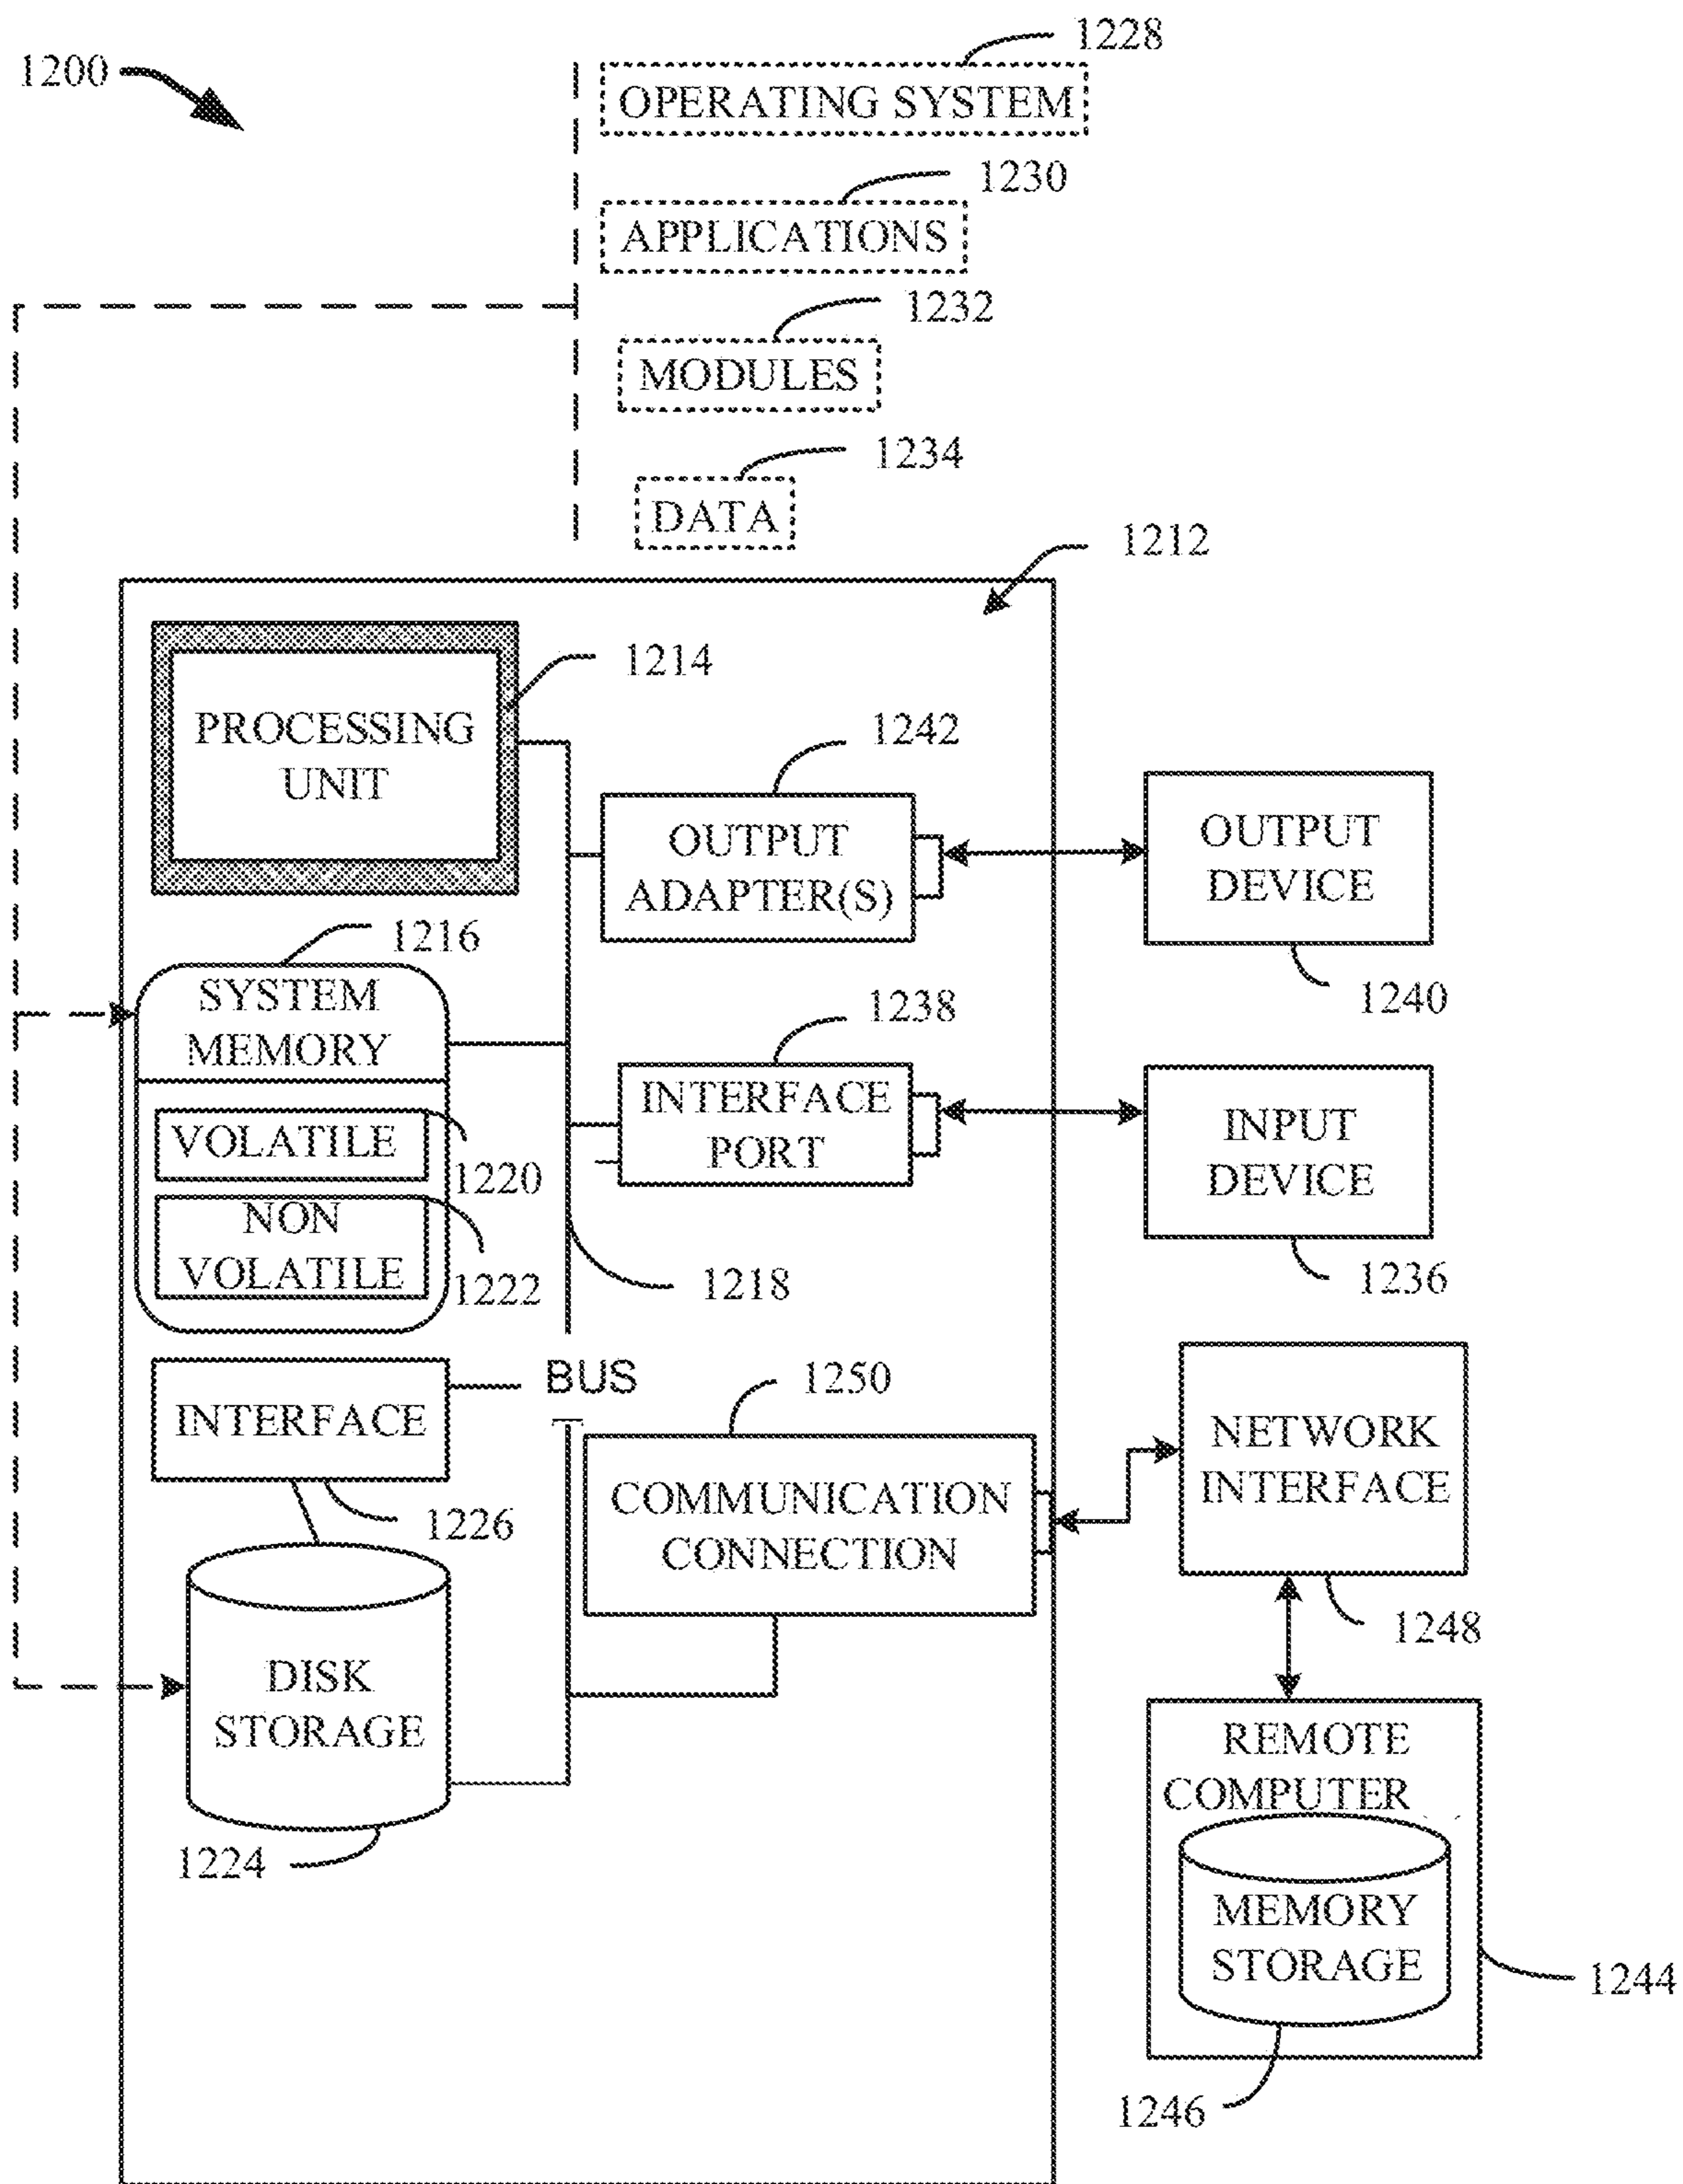 1228
1200
OPERATING SYSTEM
1230
APPLICATIONS
1232
MODULES
1234
DATA
1212
1214
PROCESSING
UNIT
1242
OUTPUT
ADAPTER(S)
OUTPUT
DEVICE
1240
1216
SYSTEM
MEMORY
VOLATILE
1220
NON
VOLATILE
1222
1238
INTERFACE
PORT
INPUT
DEVICE
1236
1218
BUS
INTERFACE
1226
1250
COMMUNICATION
CONNECTION
NETWORK
INTERFACE
1248
DISK
STORAGE
1224
REMOTE
COMPUTER
MEMORY
STORAGE
1244
1246